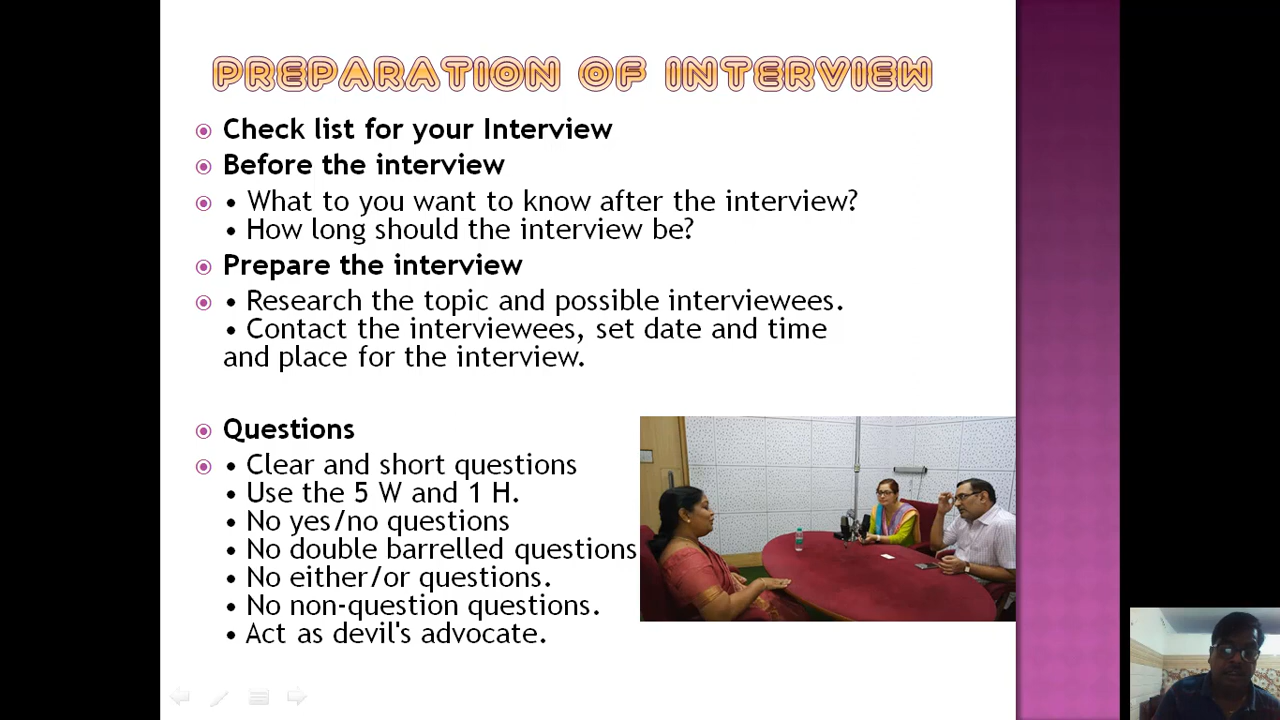 PREPARATION OF INTERVIEW
Check list for your Interview
Before the interview
• What to you want to know after the interview?
• How long should the interview be?
Prepare the interview
• Research the topic and possible interviewees.
• Contact the interviewees, set date and time
and place for the interview.
Questions
• Clear and short questions
• Use the 5 W and 1 H.
• No yes/no questions
• No double barrelled questions
• No either/or questions.
• No non-question questions.
• Act as devil's advocate.